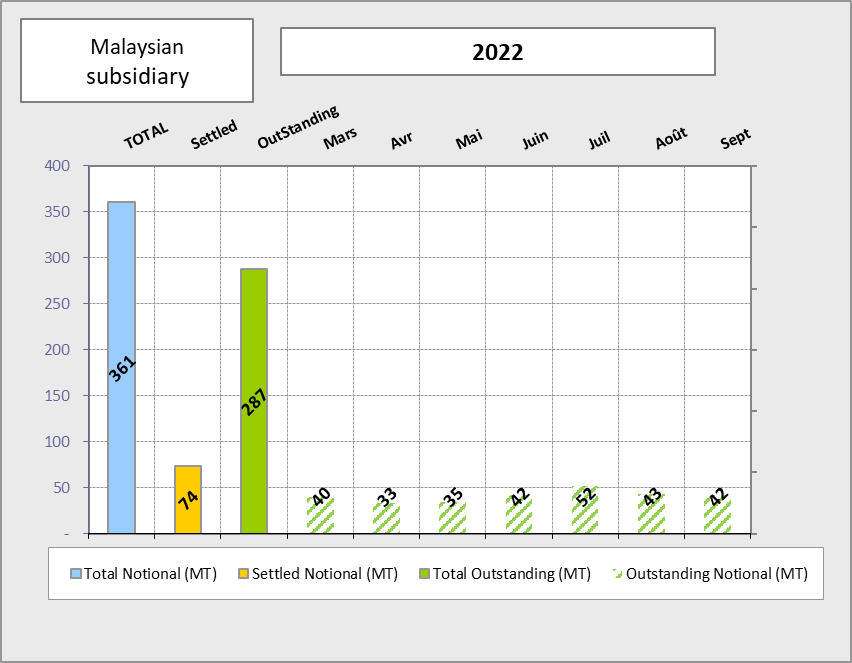 Malaysian
subsidiary
2022
TOTAL
Settled
OutStanding
Mars
Avr
Mai
Juin
Juil
Août
Sept
400
350
300
250
200
150
100
50
-
361
74
287
40
33
35
42
52
43
42
Total Notional (MT)
Settled Notional (MT)
Total Outstanding (MT)
Outstanding Notional (MT)